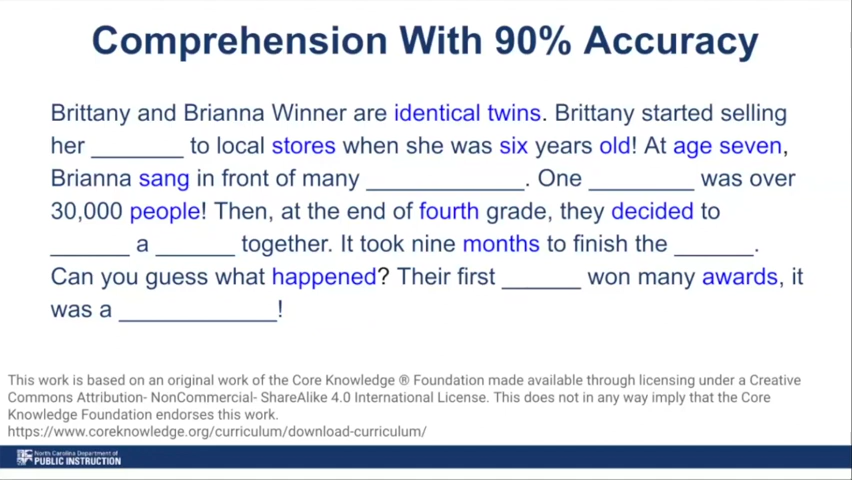 Comprehension With 90% Accuracy
Brittany and Brianna Winner are identical twins. Brittany started selling
her _______ to local stores when she was six years old! At age seven,
Brianna sang in front of many ____________. One ________ was over
30,000 people! Then, at the end of fourth grade, they decided to
______ a ______ together. It took nine months to finish the ______.
Can you guess what happened? Their first ______ won many awards, it
was a ____________!
This work is based on an original work of the Core Knowledge ® Foundation made available through licensing under a Creative
Commons Attribution- NonCommercial- ShareAlike 4.0 International License. This does not in any way imply that the Core
Knowledge Foundation endorses this work.
https://www.coreknowledge.org/curriculum/download-curriculum/
North Carolina Department of
PUBLIC INSTRUCTION